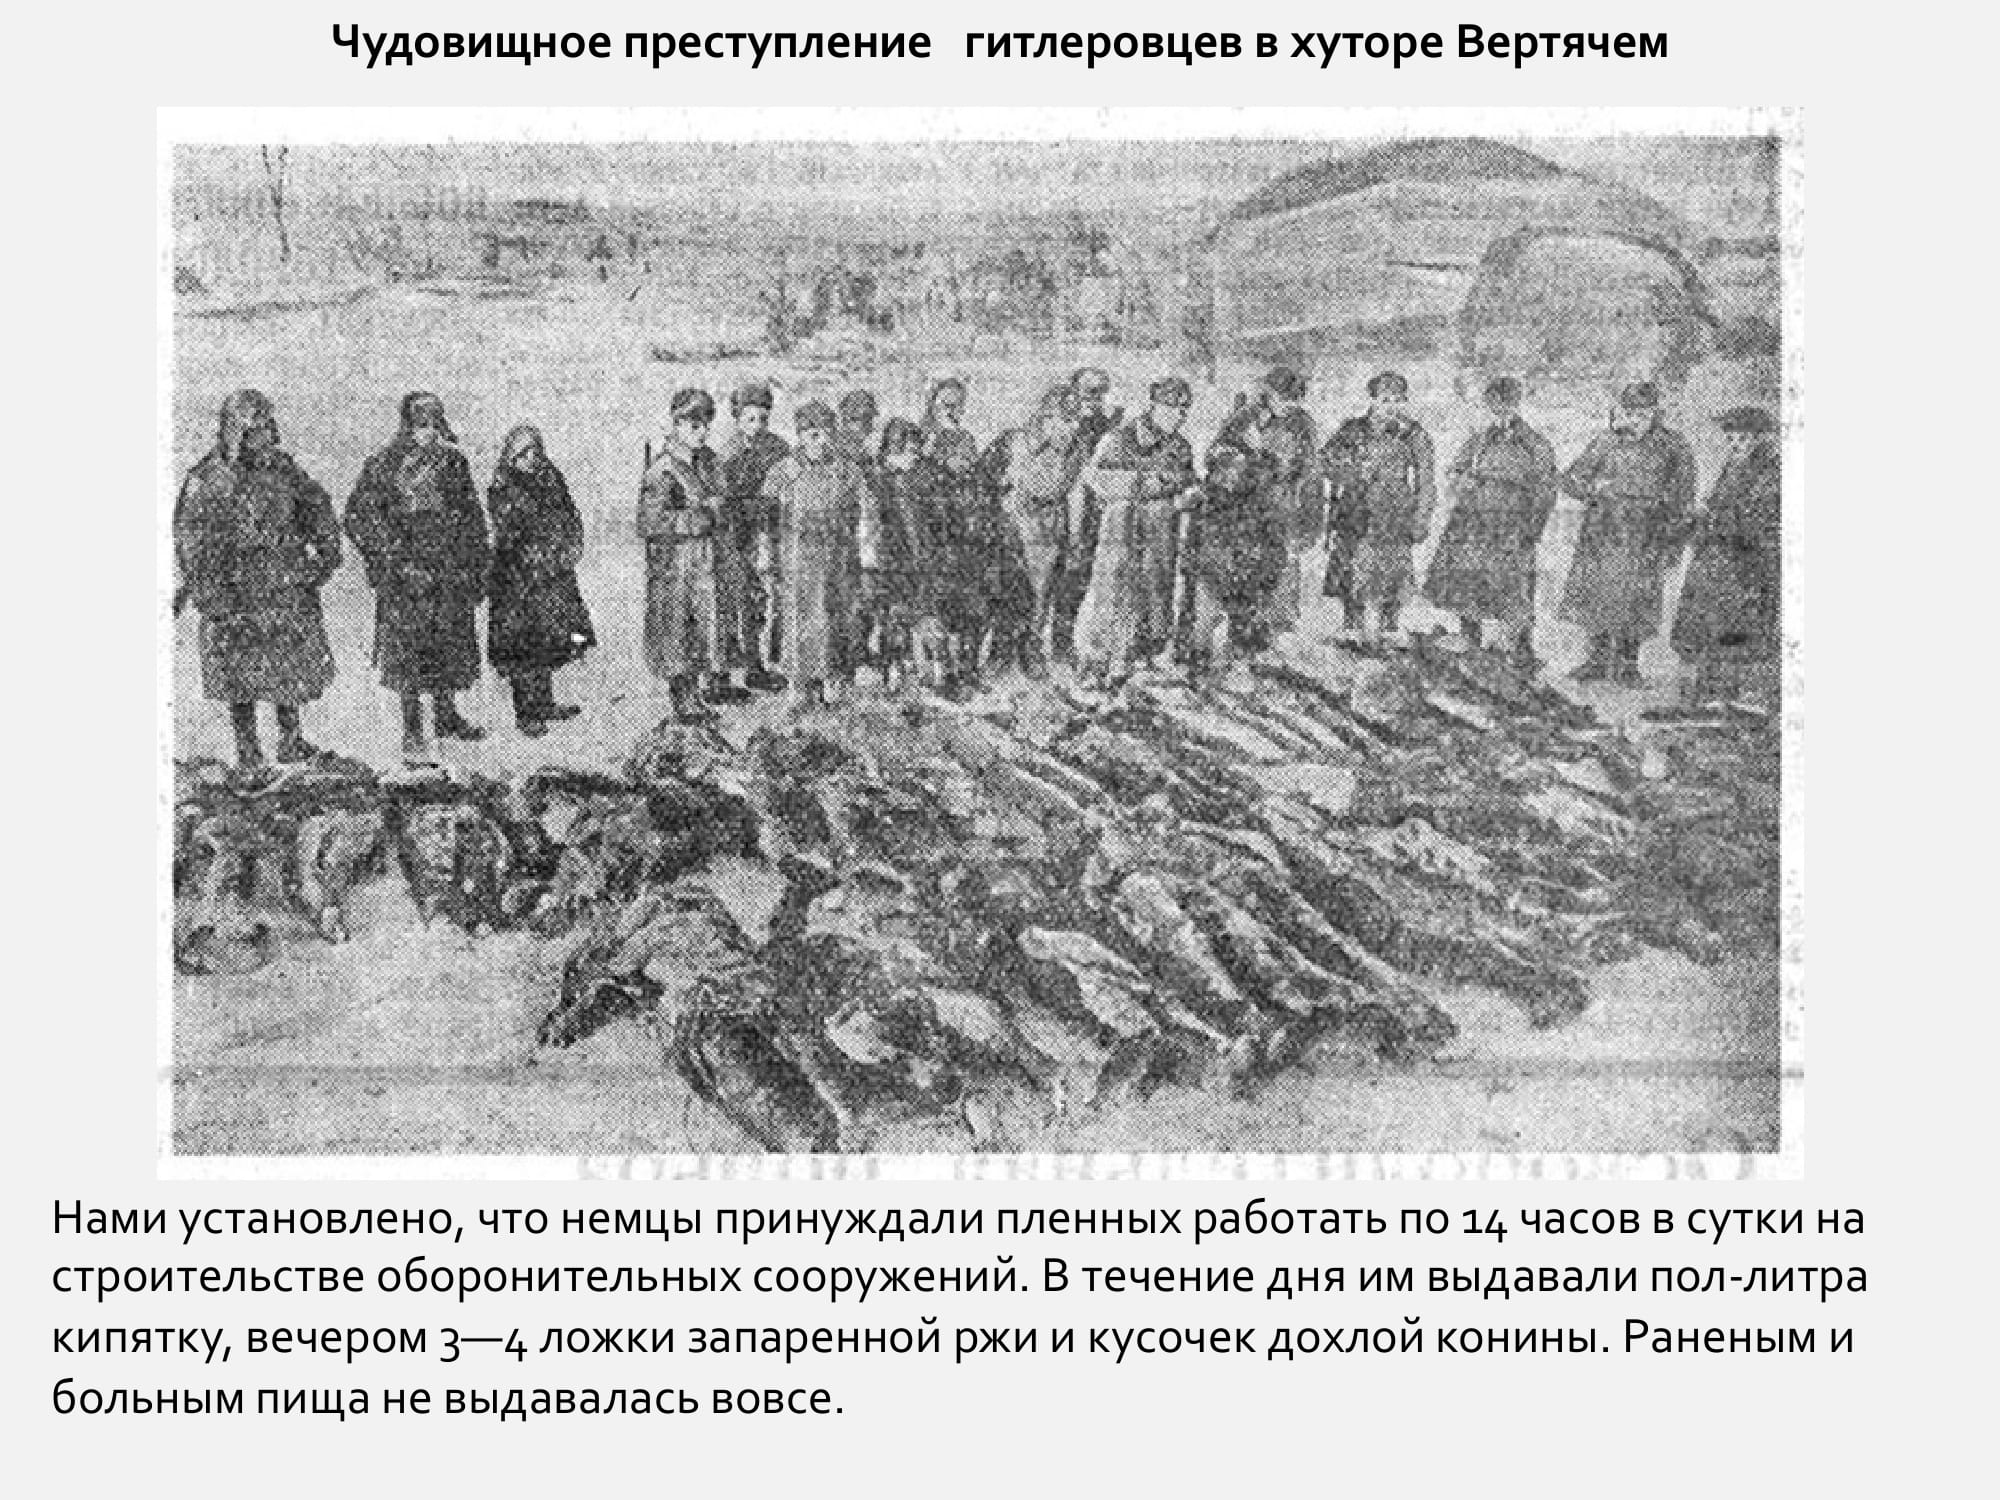 Чудовищное преступление гитлеровцев в хуторе Вертячем
Нами установлено, что немцы принуждали пленных работать по 14 часов в сутки на
строительстве оборонительных сооружений. В течение дня им выдавали пол-литра
кипятку, вечером 3—4 ложки запаренной ржи и кусочек дохлой конины. Раненым и
больным пища не выдавалась вовсе.